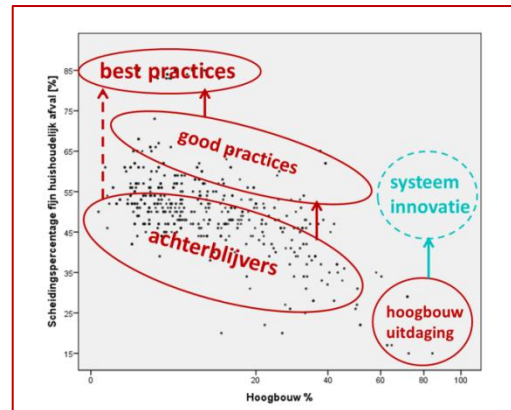 best practices
good practices
achterblijvers
systeem
innovatie
hoogbouw
uitdaging
Scheidingspercentage fijn huishoudelijk afval [%]
85
75
65
55
45
35
25
15
0
20
40
60
80
100
Hoogbouw %